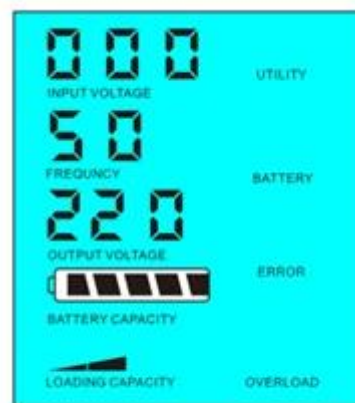 000
UTILITY
INPUT VOLTAGE
50
FREQUNCY
BATTERY
220
OUTPUT VOLTAGE
ERROR
BATTERY CAPACITY
LOADING CAPACITY
OVERLOAD